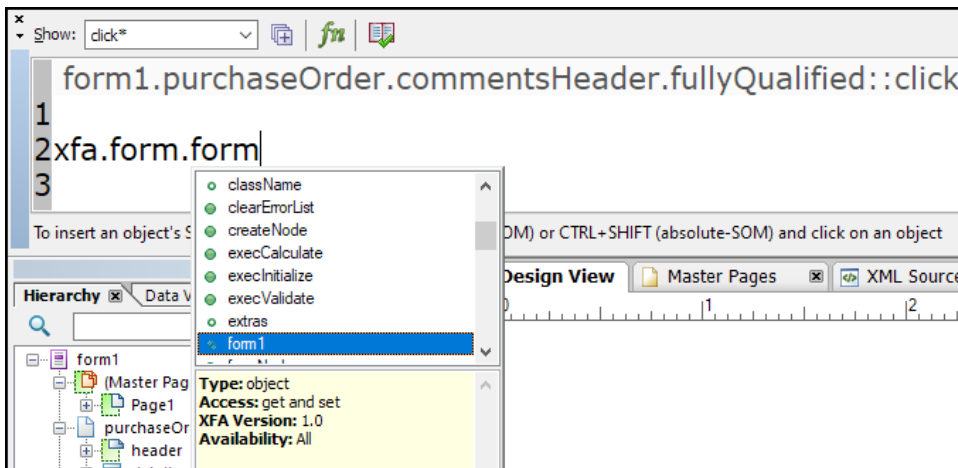 Show: click*
fn
form1.purchaseOrder.commentsHeader.fullyQualified::click
1
2 xfa.form.form
3
className
clearErrorList
createNode
execCalculate
execInitialize
execValidate
extras
form1
To insert an object's OM) or CTRL+SHIFT (absolute-SOM) and click on an object
Type: object
Access: get and set
XFA Version: 1.0
Availability: All
Hierarchy Data V
Design View Master Pages XML Source
1 2
form1
(Master Pag
Page1
purchaseOr
header